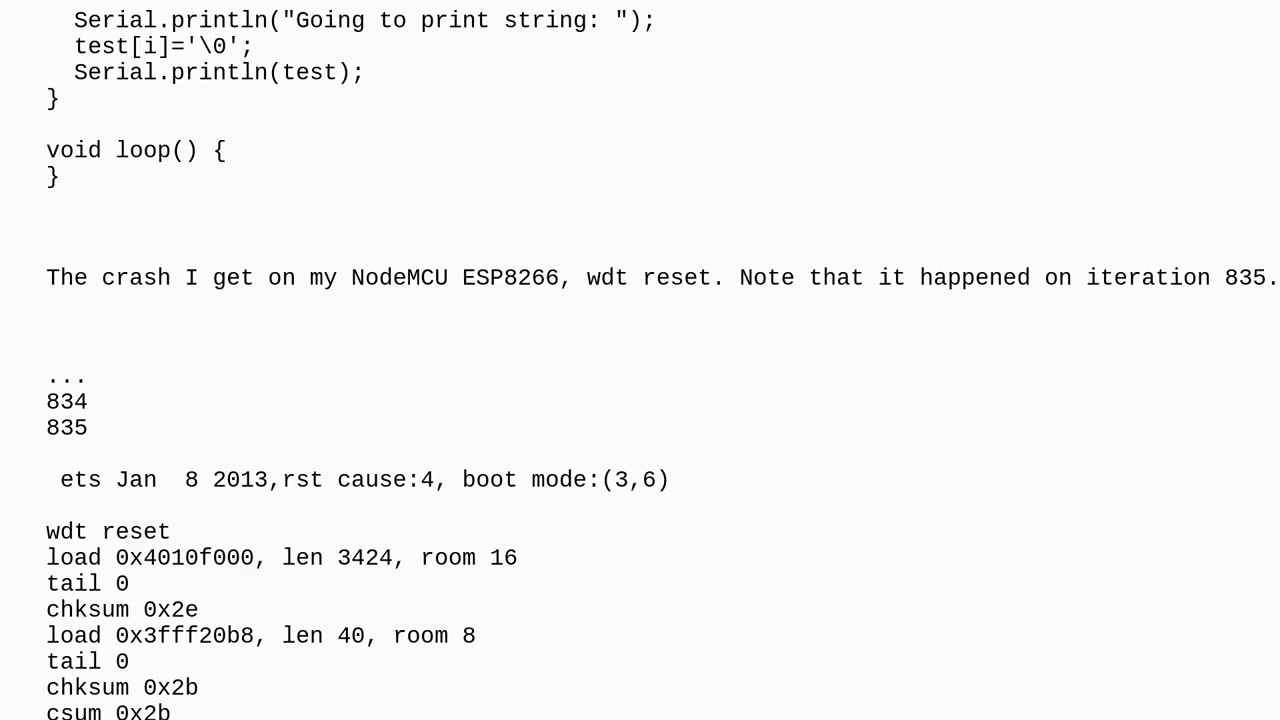 Serial.println("Going to print string: ");
test[i]='\0';
Serial.println(test);
}
void loop() {
}
The crash I get on my NodeMCU ESP8266, wdt reset. Note that it happened on iteration 835.
...
834
835
ets Jan  8 2013,rst cause:4, boot mode:(3,6)
wdt reset
load 0x4010f000, len 3424, room 16
tail 0
chksum 0x2e
load 0x3fff20b8, len 40, room 8
tail 0
chksum 0x2b
csum 0x2b